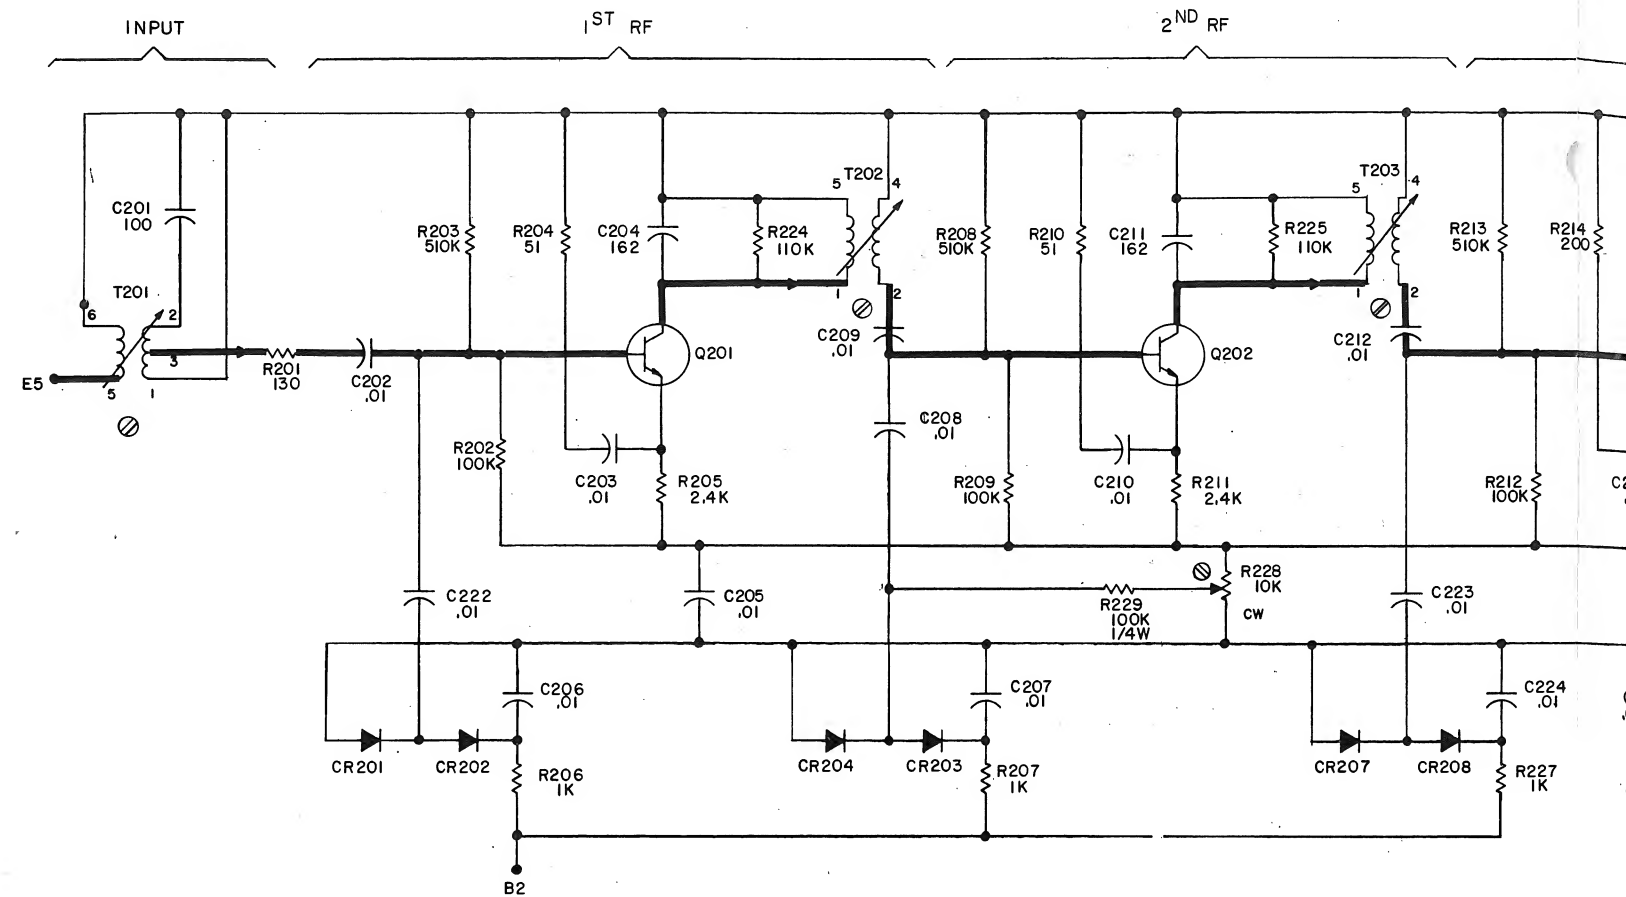 INPUT
1ST RF
2ND RF
C201
100
T201
6
2
3
5
1
E5
R201
130
C202
.01
R203
510K
R204
51
C204
162
R224
110K
T202
5
4
1
2
Q201
C209
.01
R202
100K
C203
.01
R205
2.4K
C208
.01
R208
510K
R210
51
C211
162
R225
110K
T203
5
4
1
2
Q202
C212
.01
R209
100K
C210
.01
R211
2.4K
R213
510K
R214
200
R212
100K
C2
C222
.01
C205
.01
R229
100K
1/4W
R228
10K
CW
C223
.01
C206
.01
C207
.01
C224
.01
CR201
CR202
R206
1K
CR204
CR203
R207
1K
CR207
CR208
R227
1K
B2